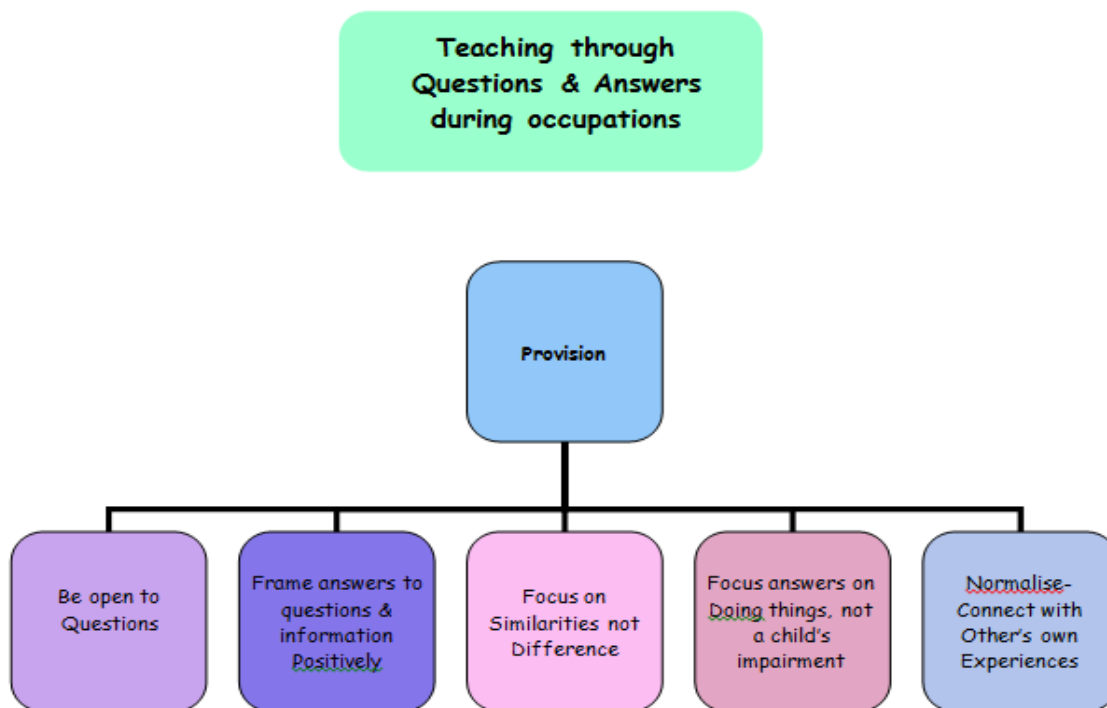 Teaching through
Questions & Answers
during occupations
Provision
Be open to
Questions
Frame answers to
questions &
information
Positively
Focus on
Similarities not
Difference
Focus answers on
Doing things, not
a child's
impairment
Normalise-
Connect with
Other's own
Experiences